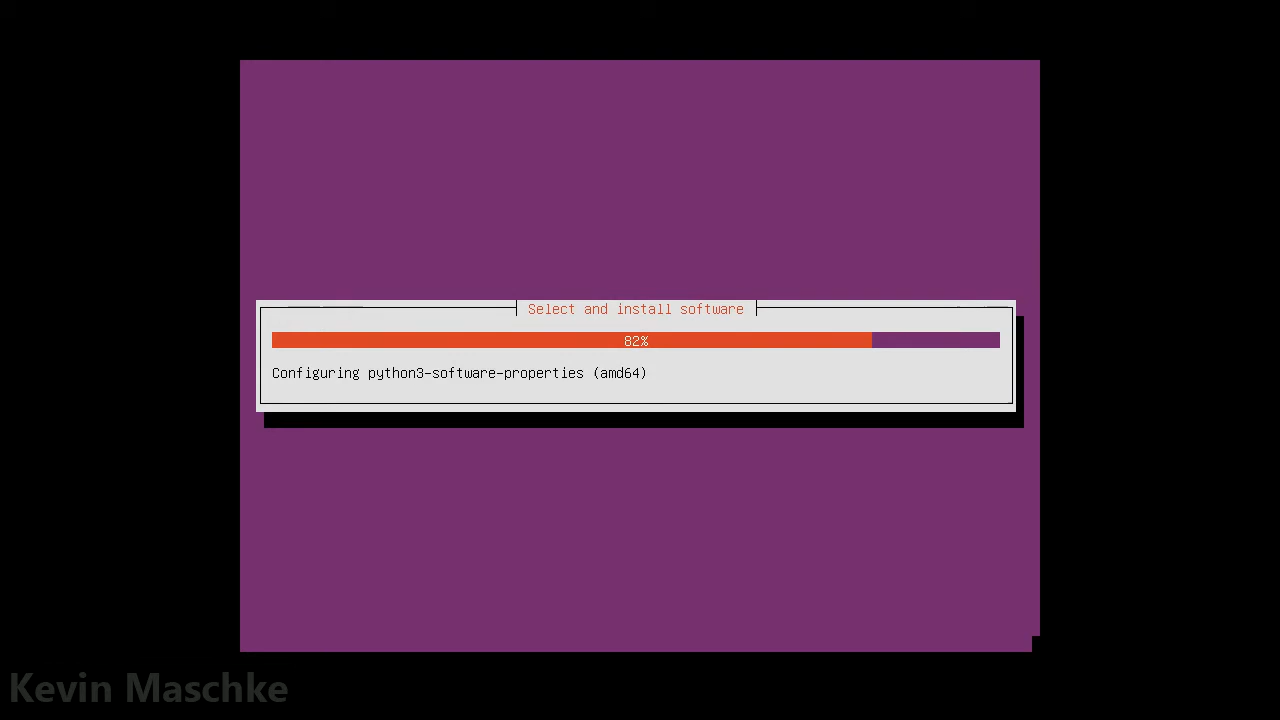 Select and install software
82%
Configuring python3-software-properties (amd64)
Kevin Maschke